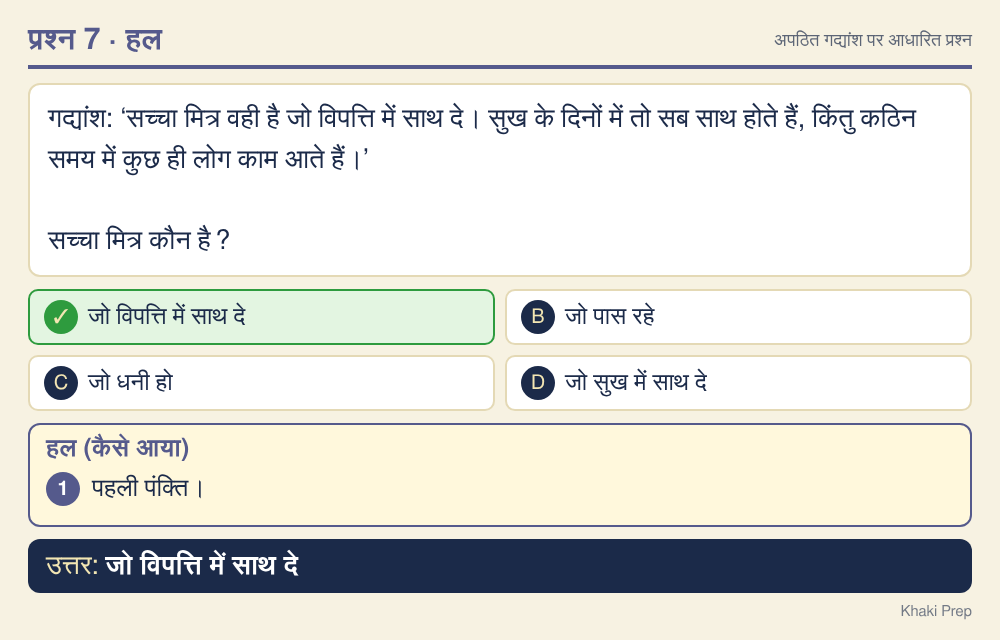 प्रश्न 7 · हल
अपठित गद्यांश पर आधारित प्रश्न
गद्यांश: ‘सच्चा मित्र वही है जो विपत्ति में साथ दे। सुख के दिनों में तो सब साथ होते हैं, किंतु कठिन
समय में कुछ ही लोग काम आते हैं।’
सच्चा मित्र कौन है?
✓ जो विपत्ति में साथ दे
B जो पास रहे
C जो धनी हो
D जो सुख में साथ दे
हल (कैसे आया)
1 पहली पंक्ति।
उत्तर: जो विपत्ति में साथ दे
Khaki Prep